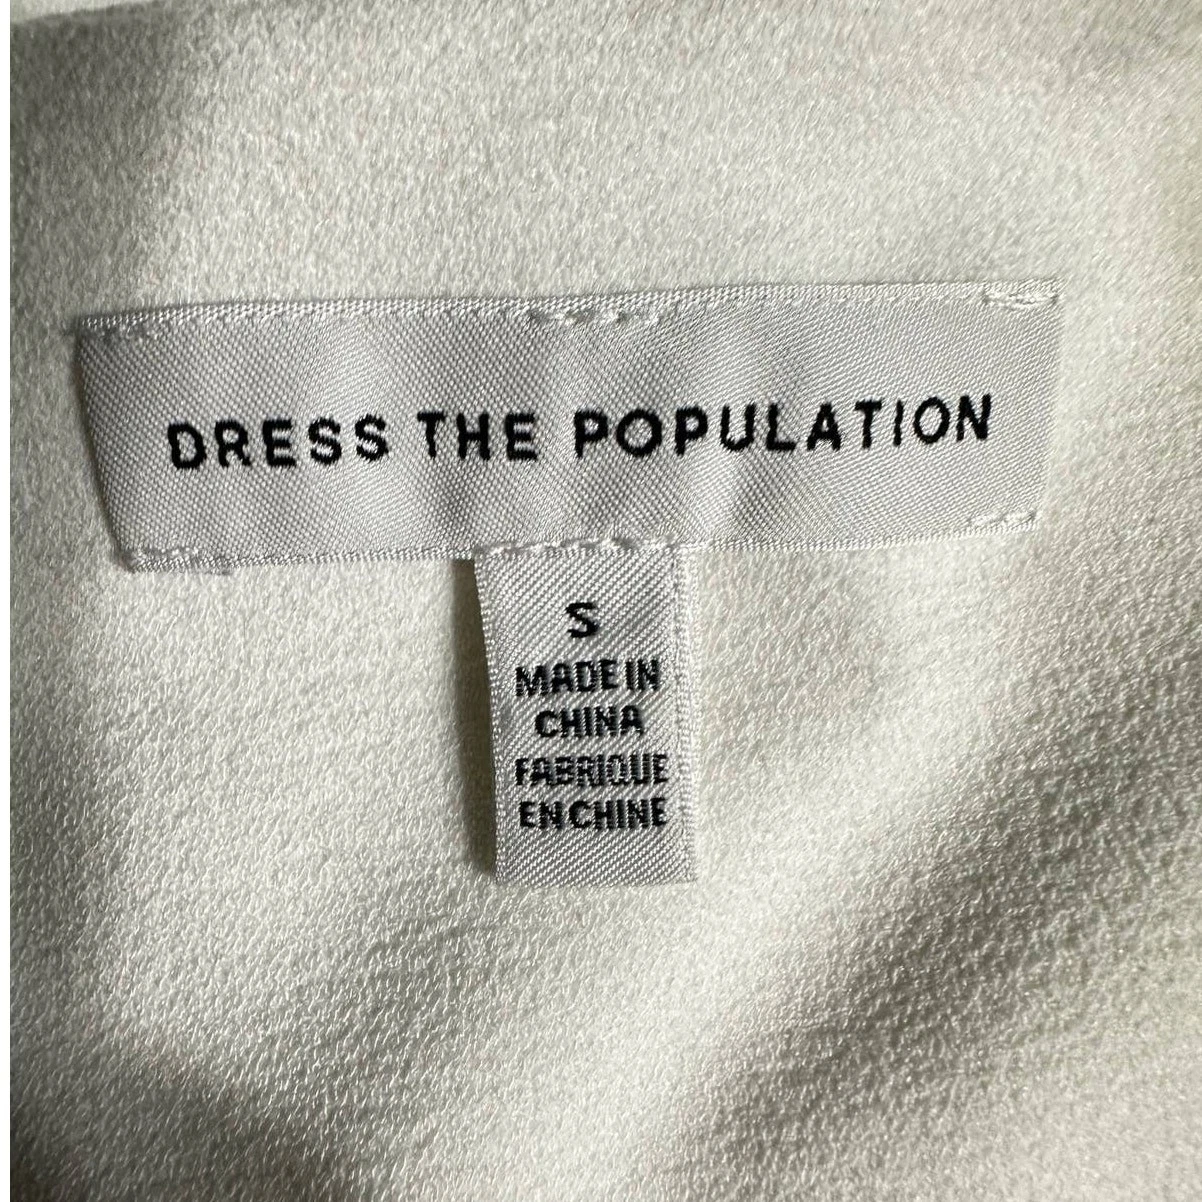 DRESS THE POPULATION
S
MADE IN
CHINA
FABRIQUE
EN CHINE